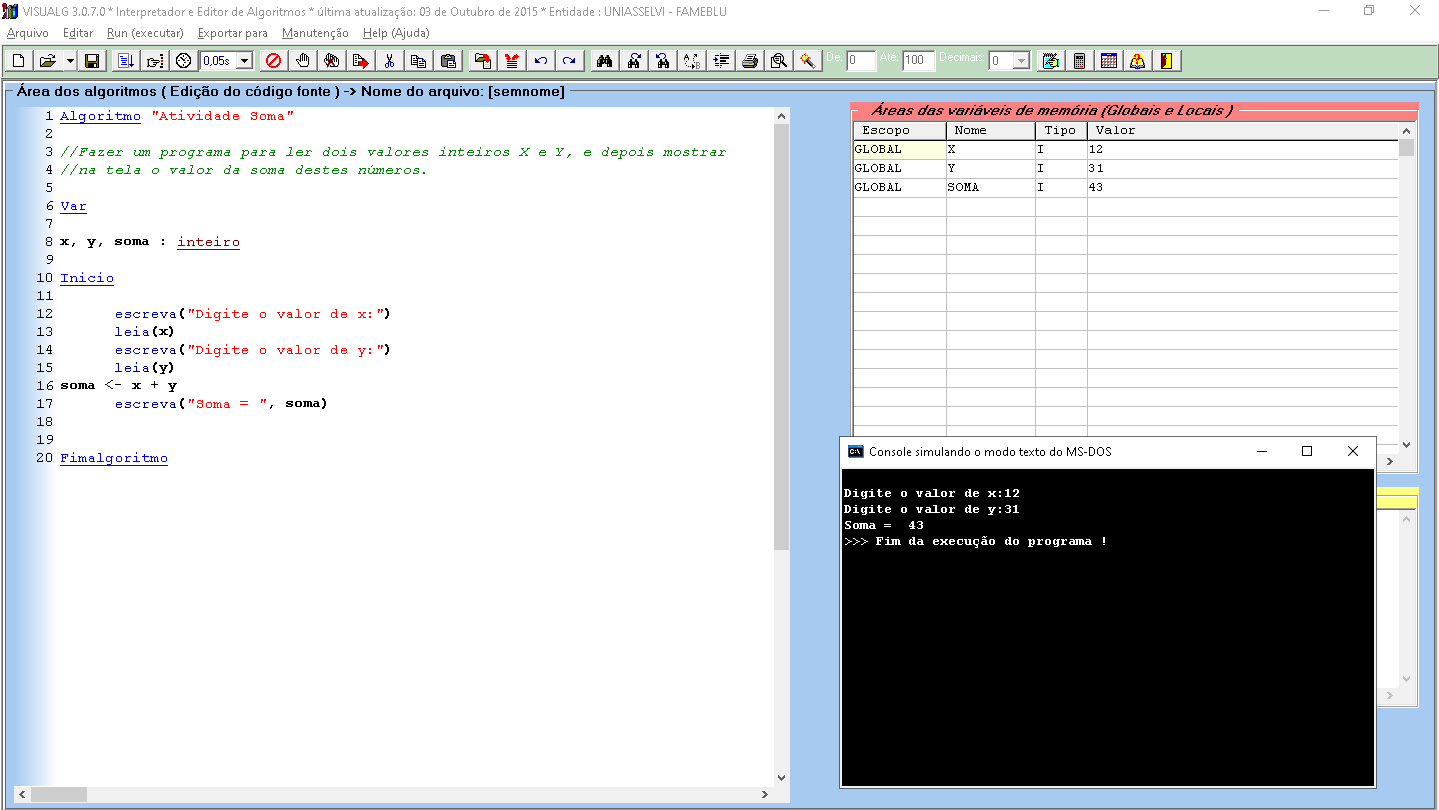 VISUALG 3.0.7.0 * Interpretador e Editor de Algoritmos * última atualização: 03 de Outubro de 2015 * Entidade : UNIASSELVI - FAMEBLU
Arquivo Editar Run (executar) Exportar para Manutenção Help (Ajuda)
0,05s De: 0 Até: 100 Decimais: 0
Área dos algoritmos ( Edição do código fonte ) -> Nome do arquivo: [semnome]
1 Algoritmo "Atividade Soma"
2
3 //Fazer um programa para ler dois valores inteiros X e Y, e depois mostrar
4 //na tela o valor da soma destes números.
5
6 Var
7
8 x, y, soma : inteiro
9
10 Inicio
11
12 escreva("Digite o valor de x:")
13 leia(x)
14 escreva("Digite o valor de y:")
15 leia(y)
16 soma <- x + y
17 escreva("Soma = ", soma)
18
19
20 Fimalgoritmo
Áreas das variáveis de memória (Globais e Locais )
Escopo Nome Tipo Valor
GLOBAL X I 12
GLOBAL Y I 31
GLOBAL SOMA I 43
Console simulando o modo texto do MS-DOS
Digite o valor de x:12
Digite o valor de y:31
Soma = 43
>>> Fim da execução do programa !